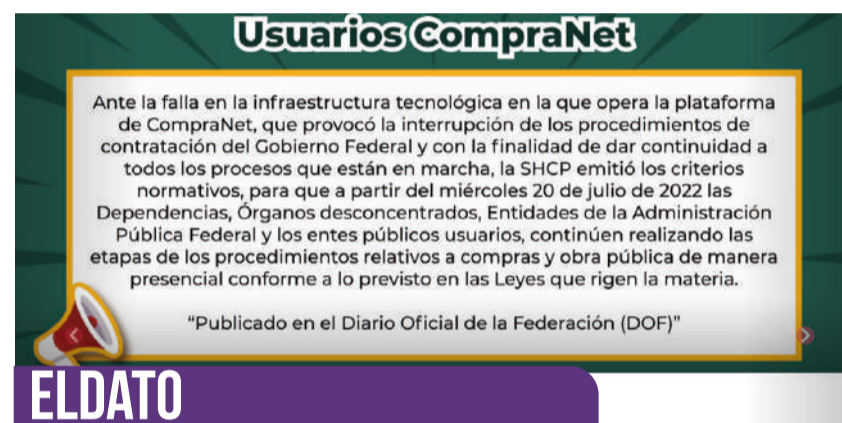 Usuarios CompraNet
Ante la falla en la infraestructura tecnológica en la que opera la plataforma
de CompraNet, que provocó la interrupción de los procedimientos de
contratación del Gobierno Federal y con la finalidad de dar continuidad a
todos los procesos que están en marcha, la SHCP emitió los criterios
normativos, para que a partir del miércoles 20 de julio de 2022 las
Dependencias, Órganos desconcentrados, Entidades de la Administración
Pública Federal y los entes públicos usuarios, continúen realizando las
etapas de los procedimientos relativos a compras y obra pública de manera
presencial conforme a lo previsto en las Leyes que rigen la materia.
“Publicado en el Diario Oficial de la Federación (DOF)”
ELDATO